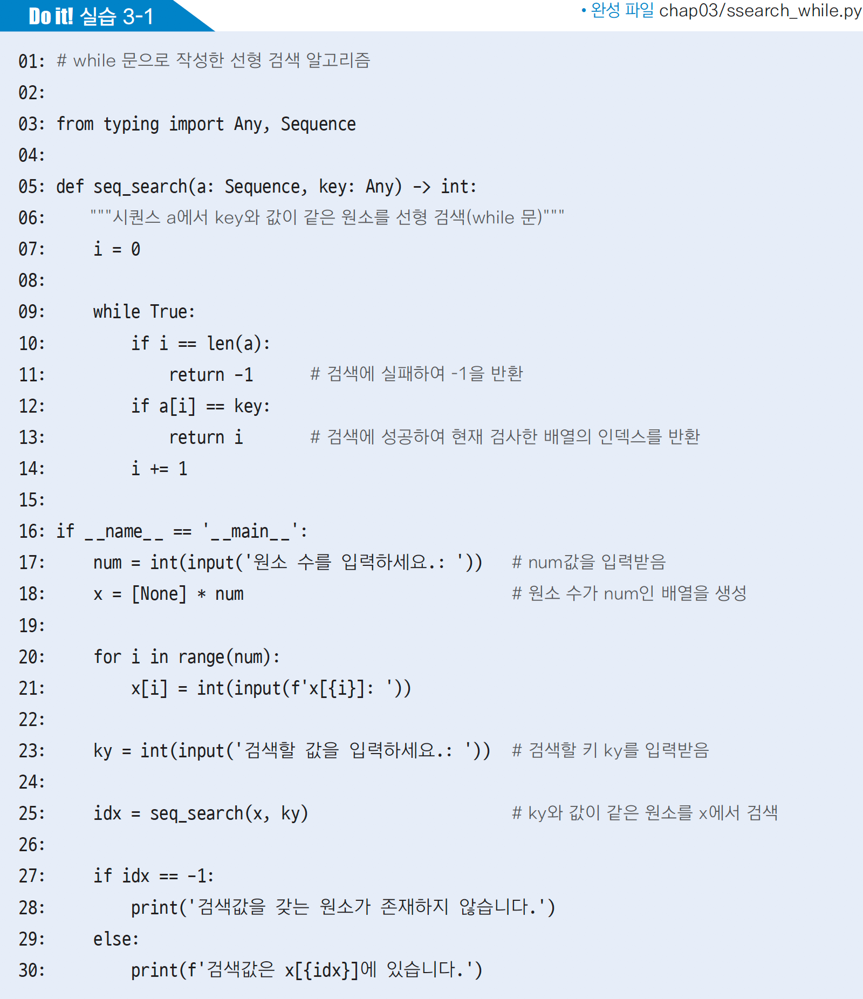 Do it! 실습 3-1
• 완성 파일 chap03/ssearch_while.py
01: # while 문으로 작성한 선형 검색 알고리즘
02:
03: from typing import Any, Sequence
04:
05: def seq_search(a: Sequence, key: Any) -> int:
06:     """시퀀스 a에서 key와 값이 같은 원소를 선형 검색(while 문)"""
07:     i = 0
08:
09:     while True:
10:         if i == len(a):
11:             return -1      # 검색에 실패하여 -1을 반환
12:         if a[i] == key:
13:             return i       # 검색에 성공하여 현재 검사한 배열의 인덱스를 반환
14:         i += 1
15:
16: if __name__ == '__main__':
17:     num = int(input('원소 수를 입력하세요.: '))   # num값을 입력받음
18:     x = [None] * num                             # 원소 수가 num인 배열을 생성
19:
20:     for i in range(num):
21:         x[i] = int(input(f'x[{i}]: '))
22:
23:     ky = int(input('검색할 값을 입력하세요.: '))  # 검색할 키 ky를 입력받음
24:
25:     idx = seq_search(x, ky)                      # ky와 값이 같은 원소를 x에서 검색
26:
27:     if idx == -1:
28:         print('검색값을 갖는 원소가 존재하지 않습니다.')
29:     else:
30:         print(f'검색값은 x[{idx}]에 있습니다.')